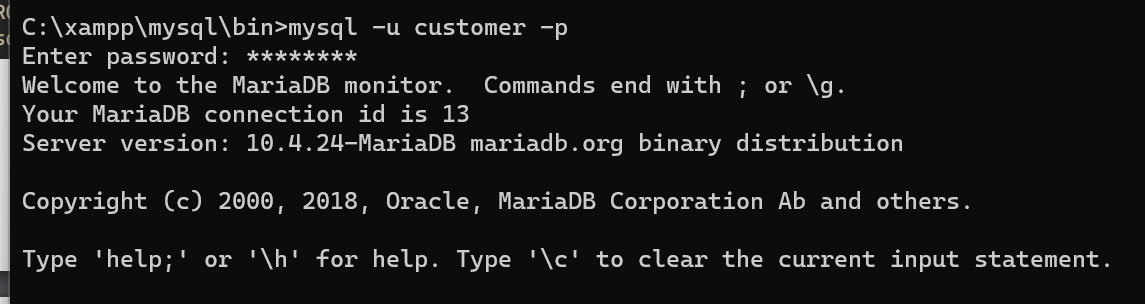 C:\xampp\mysql\bin>mysql -u customer -p
Enter password: ********
Welcome to the MariaDB monitor.  Commands end with ; or \g.
Your MariaDB connection id is 13
Server version: 10.4.24-MariaDB mariadb.org binary distribution
Copyright (c) 2000, 2018, Oracle, MariaDB Corporation Ab and others.
Type 'help;' or '\h' for help. Type '\c' to clear the current input statement.